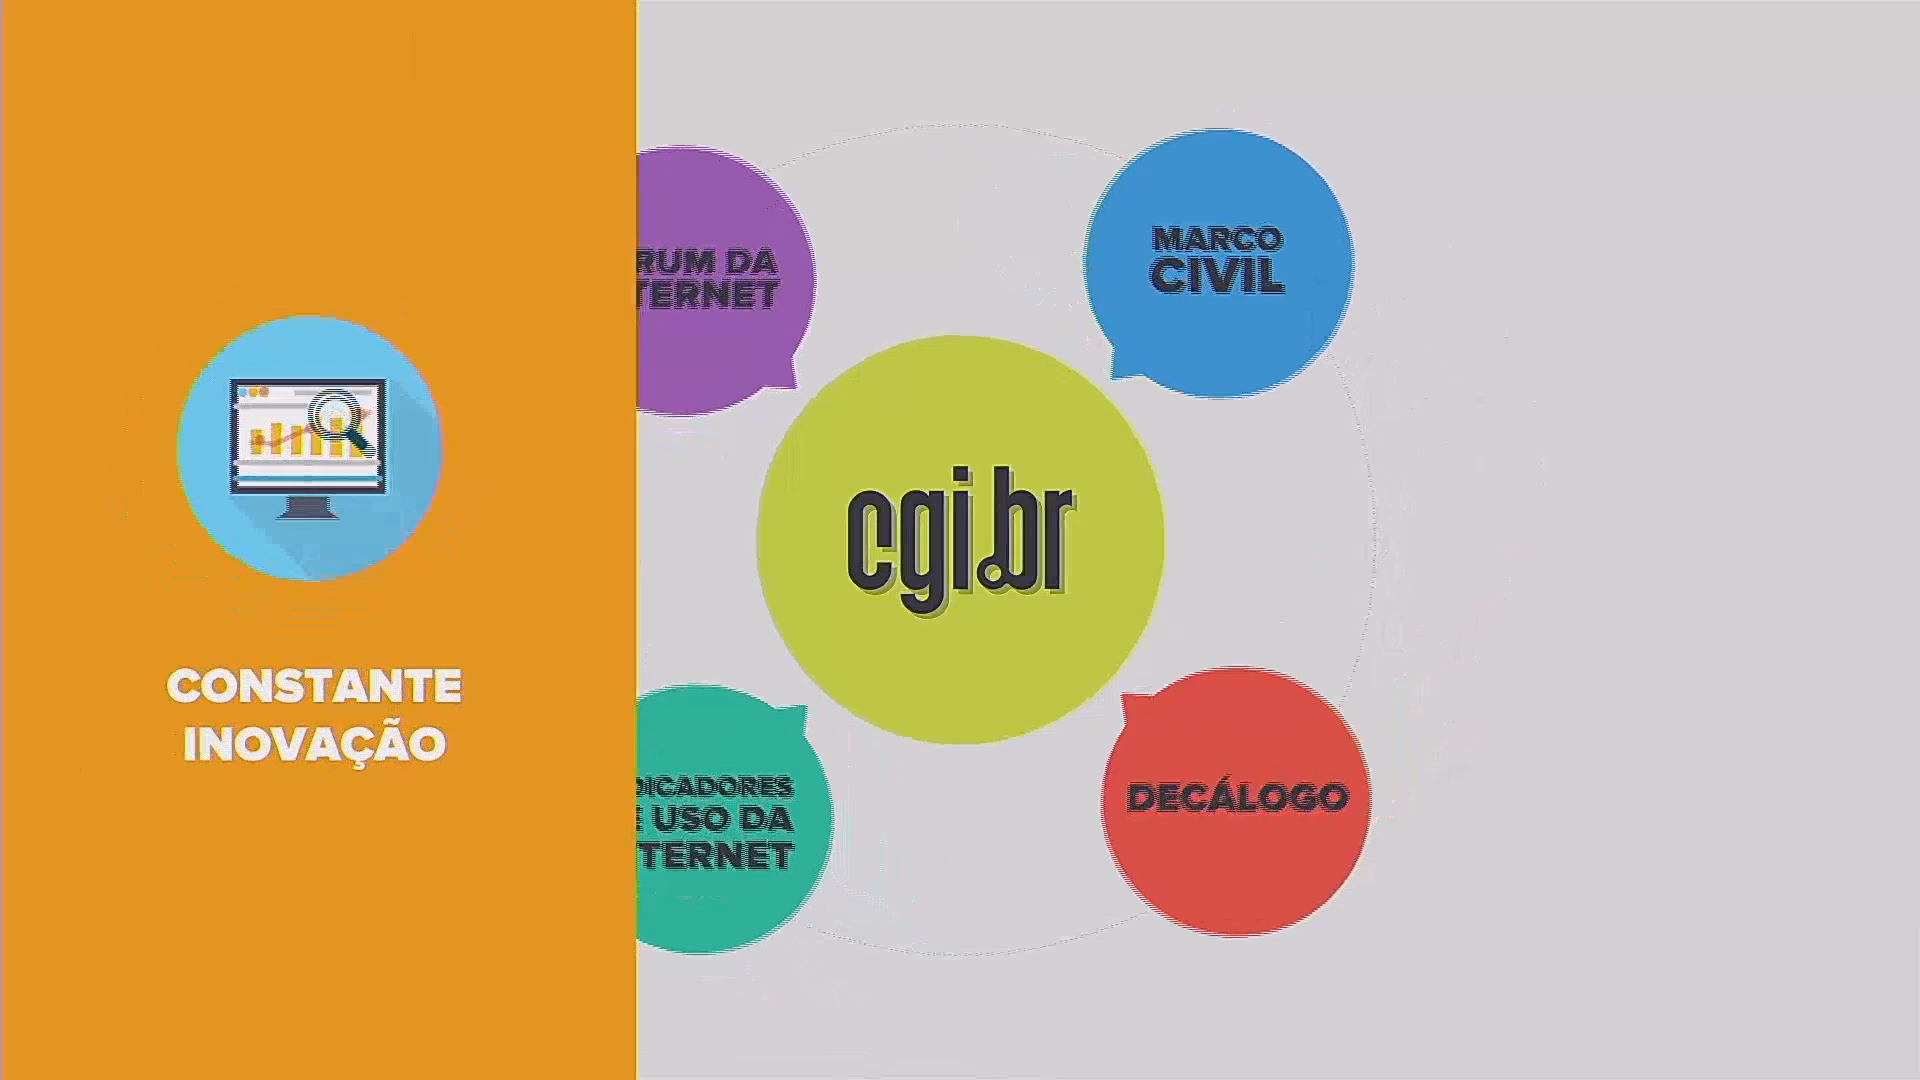 CONSTANTE
INOVAÇÃO
RUM DA
TERNET
MARCO
CIVIL
cgi.br
DICADORES
E USO DA
TERNET
DECÁLOGO